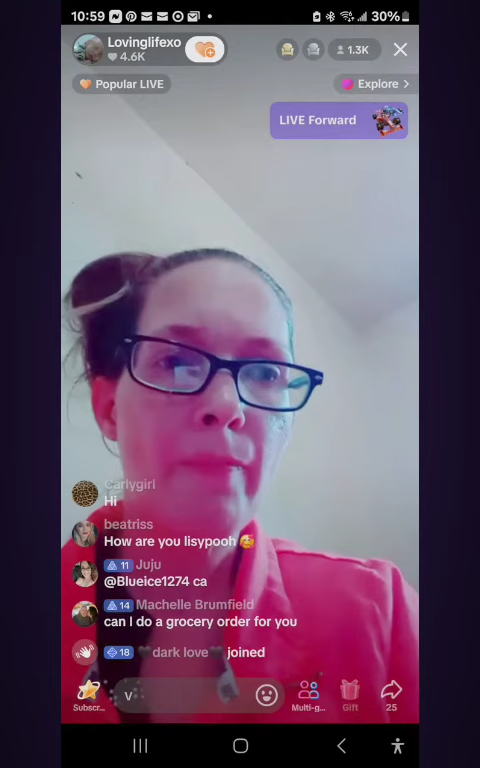 10:59
30%
Lovinglifexo
4.6K
1.3K
Popular LIVE
Explore >
LIVE Forward
Carlygirl
Hi
beatriss
How are you lisypooh 🥰
11 Juju
@Blueice1274 ca
14 Machelle Brumfield
can I do a grocery order for you
18 🖤dark love🖤 joined
V
Subscr...
Multi-g...
Gift
25